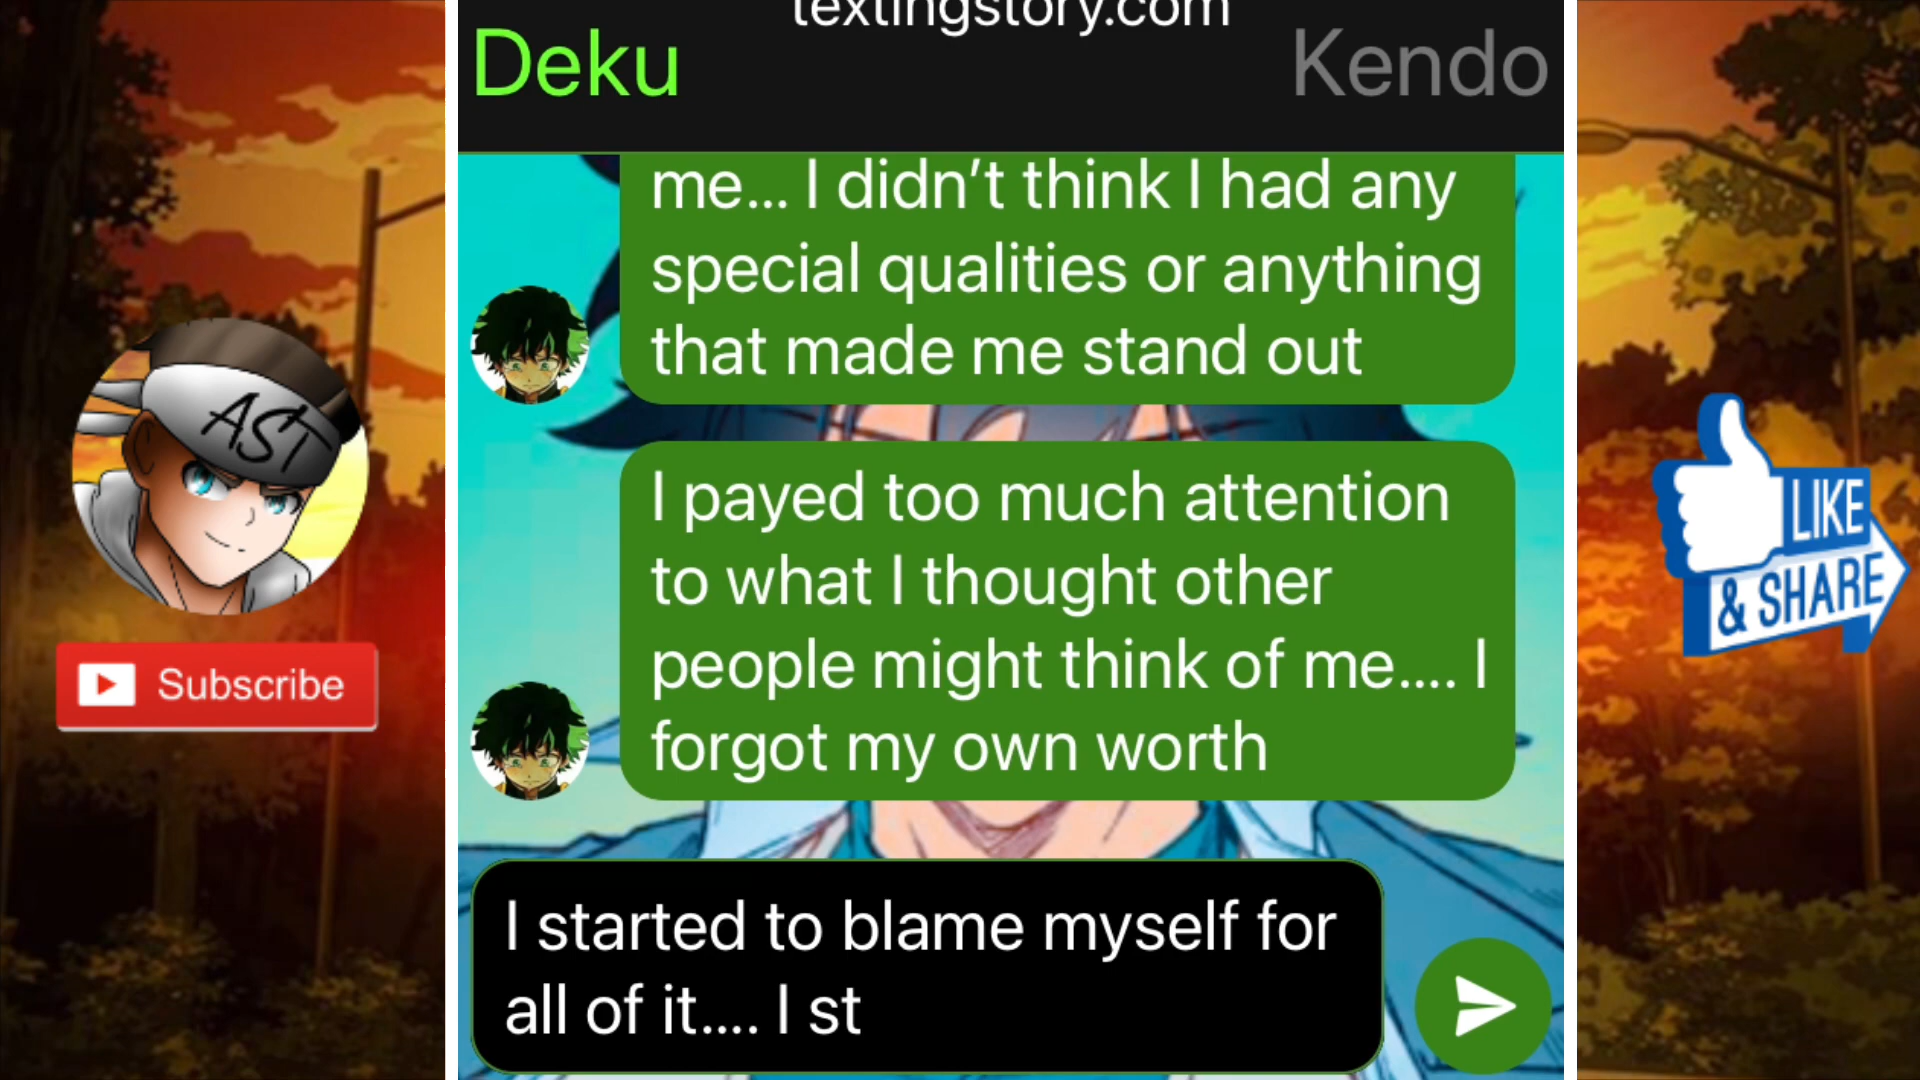 textingstory.com
Deku
Kendo
me... I didn't think I had any
special qualities or anything
that made me stand out
I payed too much attention
to what I thought other
people might think of me.... I
forgot my own worth
I started to blame myself for
all of it.... I st
AST
Subscribe
LIKE
& SHARE